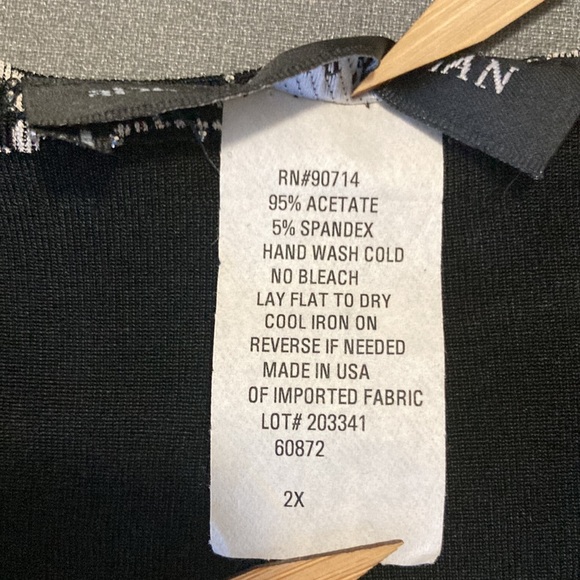 RN#90714
95% ACETATE
5% SPANDEX
HAND WASH COLD
NO BLEACH
LAY FLAT TO DRY
COOL IRON ON
REVERSE IF NEEDED
MADE IN USA
OF IMPORTED FABRIC
LOT# 203341
60872
2X